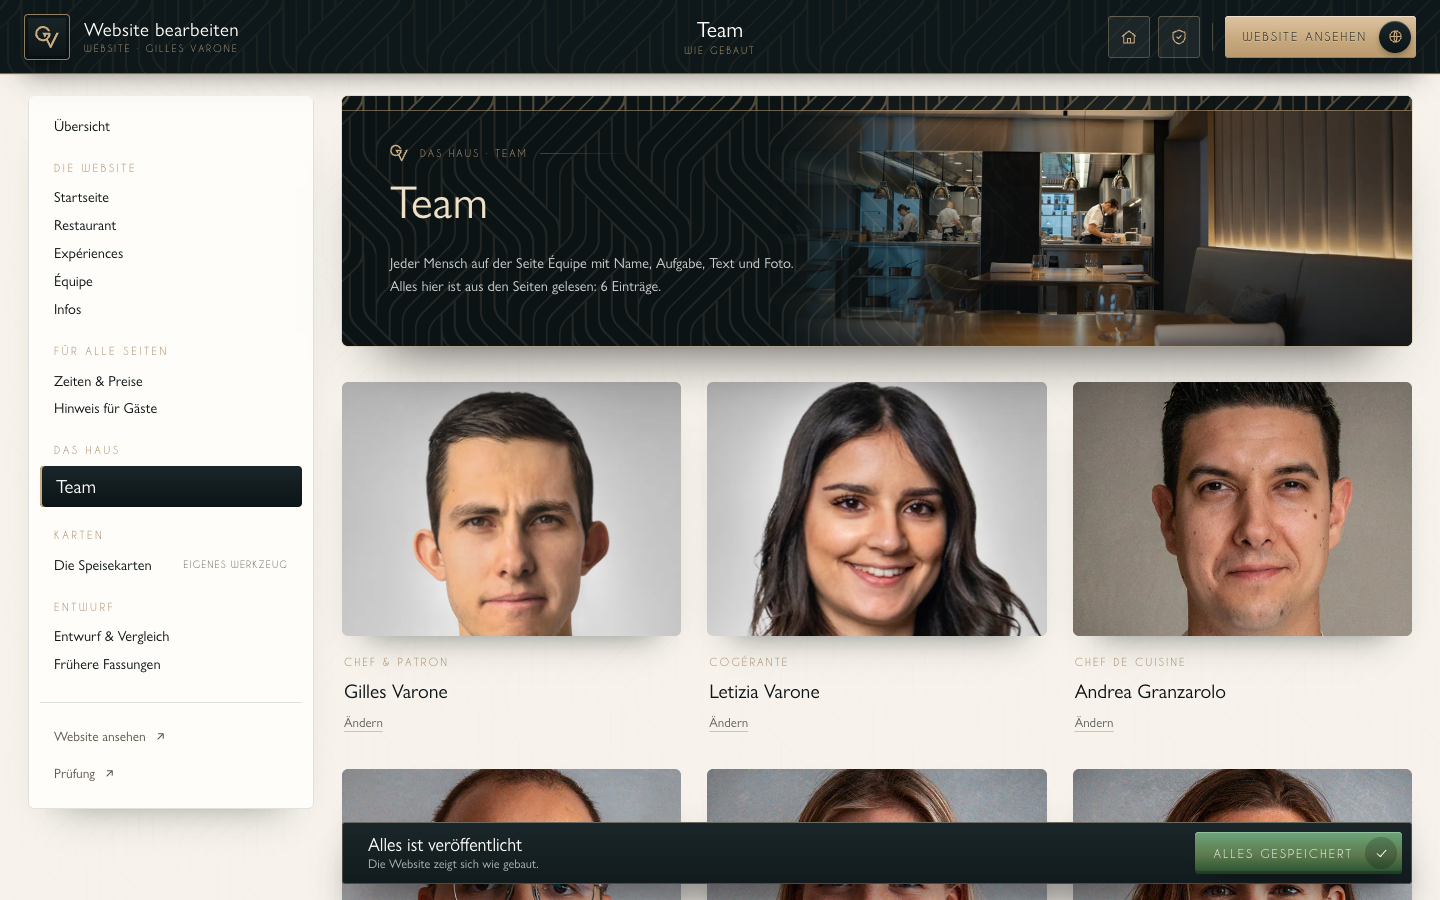 Website bearbeiten
WEBSITE · GILLES VARONE
Team
WIE GEBAUT
WEBSITE ANSEHEN
Übersicht
DIE WEBSITE
Startseite
Restaurant
Expériences
Équipe
Infos
FÜR ALLE SEITEN
Zeiten & Preise
Hinweis für Gäste
DAS HAUS
Team
KARTEN
Die Speisekarten
EIGENES WERKZEUG
ENTWURF
Entwurf & Vergleich
Frühere Fassungen
Website ansehen
Prüfung
DAS HAUS · TEAM
Team
Jeder Mensch auf der Seite Équipe mit Name, Aufgabe, Text und Foto.
Alles hier ist aus den Seiten gelesen: 6 Einträge.
CHEF & PATRON
Gilles Varone
Ändern
COGÉRANTE
Letizia Varone
Ändern
CHEF DE CUISINE
Andrea Granzarolo
Ändern
Alles ist veröffentlicht
Die Website zeigt sich wie gebaut.
ALLES GESPEICHERT